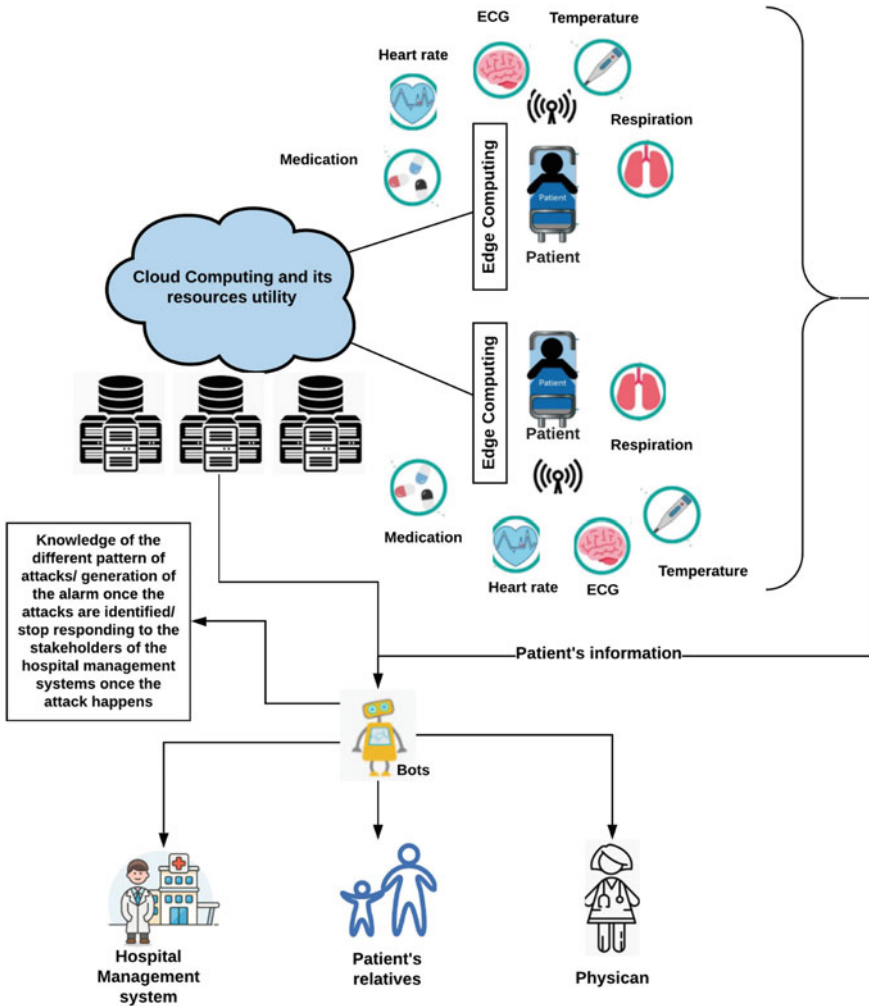 ECG
Temperature
Heart rate
Respiration
Medication
Edge Computing
Patient
Patient
Cloud Computing and its
resources utility
Edge Computing
Patient
Patient
Respiration
Medication
Heart rate
ECG
Temperature
Knowledge of the
different pattern of
attacks/ generation of
the alarm once the
attacks are identified/
stop responding to the
stakeholders of the
hospital management
systems once the
attack happens
Patient's information
Bots
Hospital
Management
system
Patient's
relatives
Physican